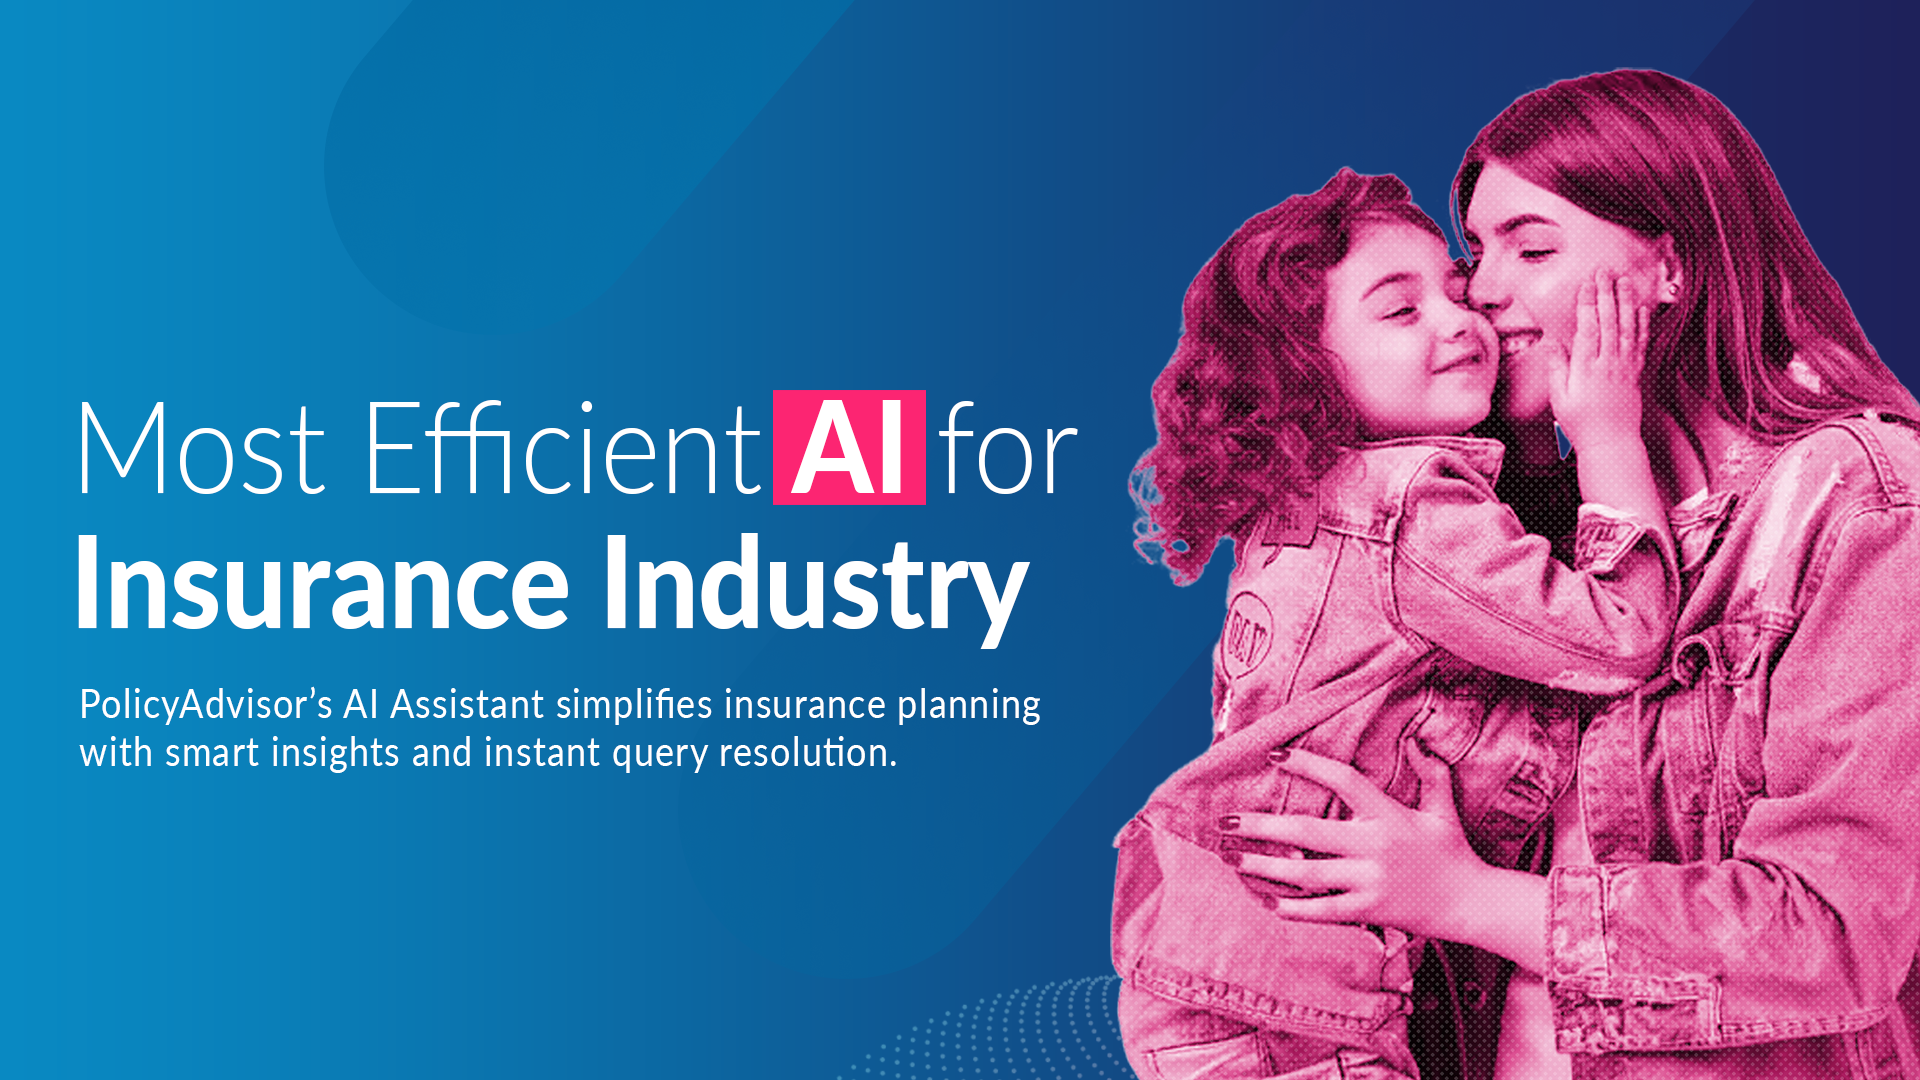 Most Efficient AI for
Insurance Industry
PolicyAdvisor’s AI Assistant simplifies insurance planning
with smart insights and instant query resolution.